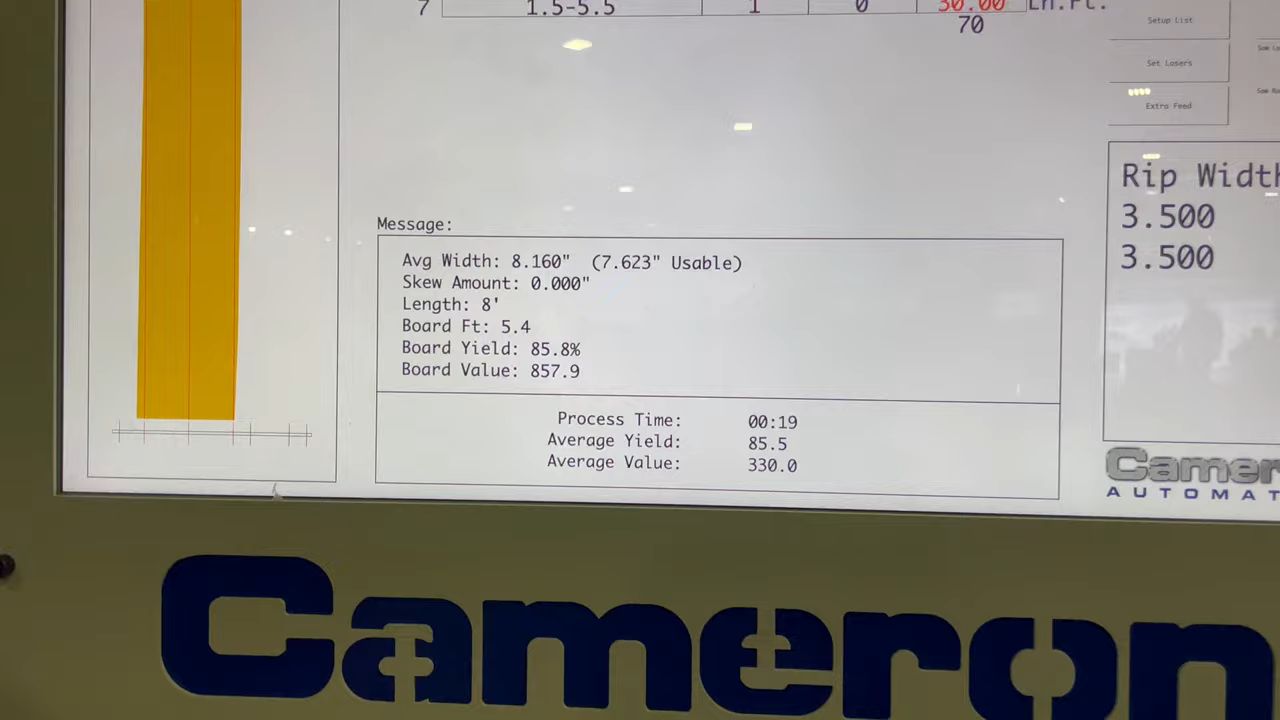 7 1.5-5.5 1 0 30.00 Ln.Ft.
70
Setup List
Set Losers
Extra Feed
Rip Width
3.500
3.500
Message:
Avg Width: 8.160" (7.623" Usable)
Skew Amount: 0.000"
Length: 8'
Board Ft: 5.4
Board Yield: 85.8%
Board Value: 857.9
Process Time: 00:19
Average Yield: 85.5
Average Value: 330.0
Camer
AUTOMAT
Cameron